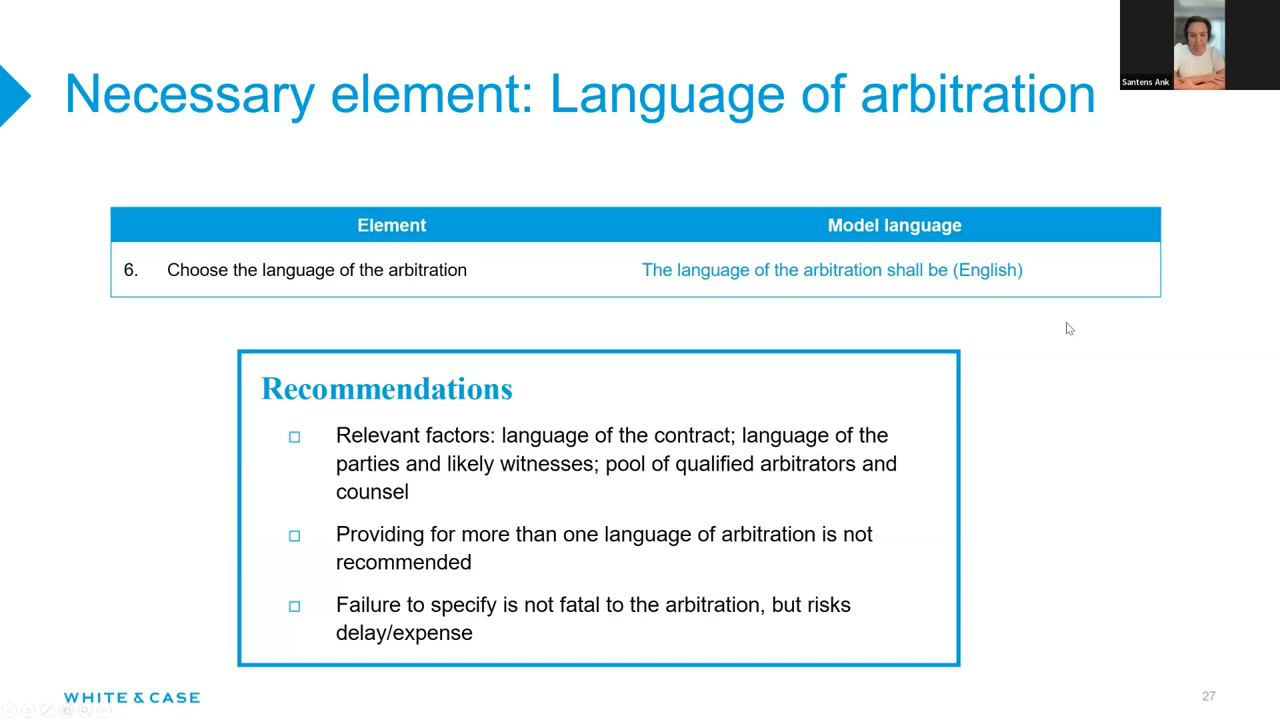 Santens Ank
Necessary element: Language of arbitration
Element Model language
6. Choose the language of the arbitration The language of the arbitration shall be (English)
Recommendations
Relevant factors: language of the contract; language of the
parties and likely witnesses; pool of qualified arbitrators and
counsel
Providing for more than one language of arbitration is not
recommended
Failure to specify is not fatal to the arbitration, but risks
delay/expense
WHITE & CASE
27